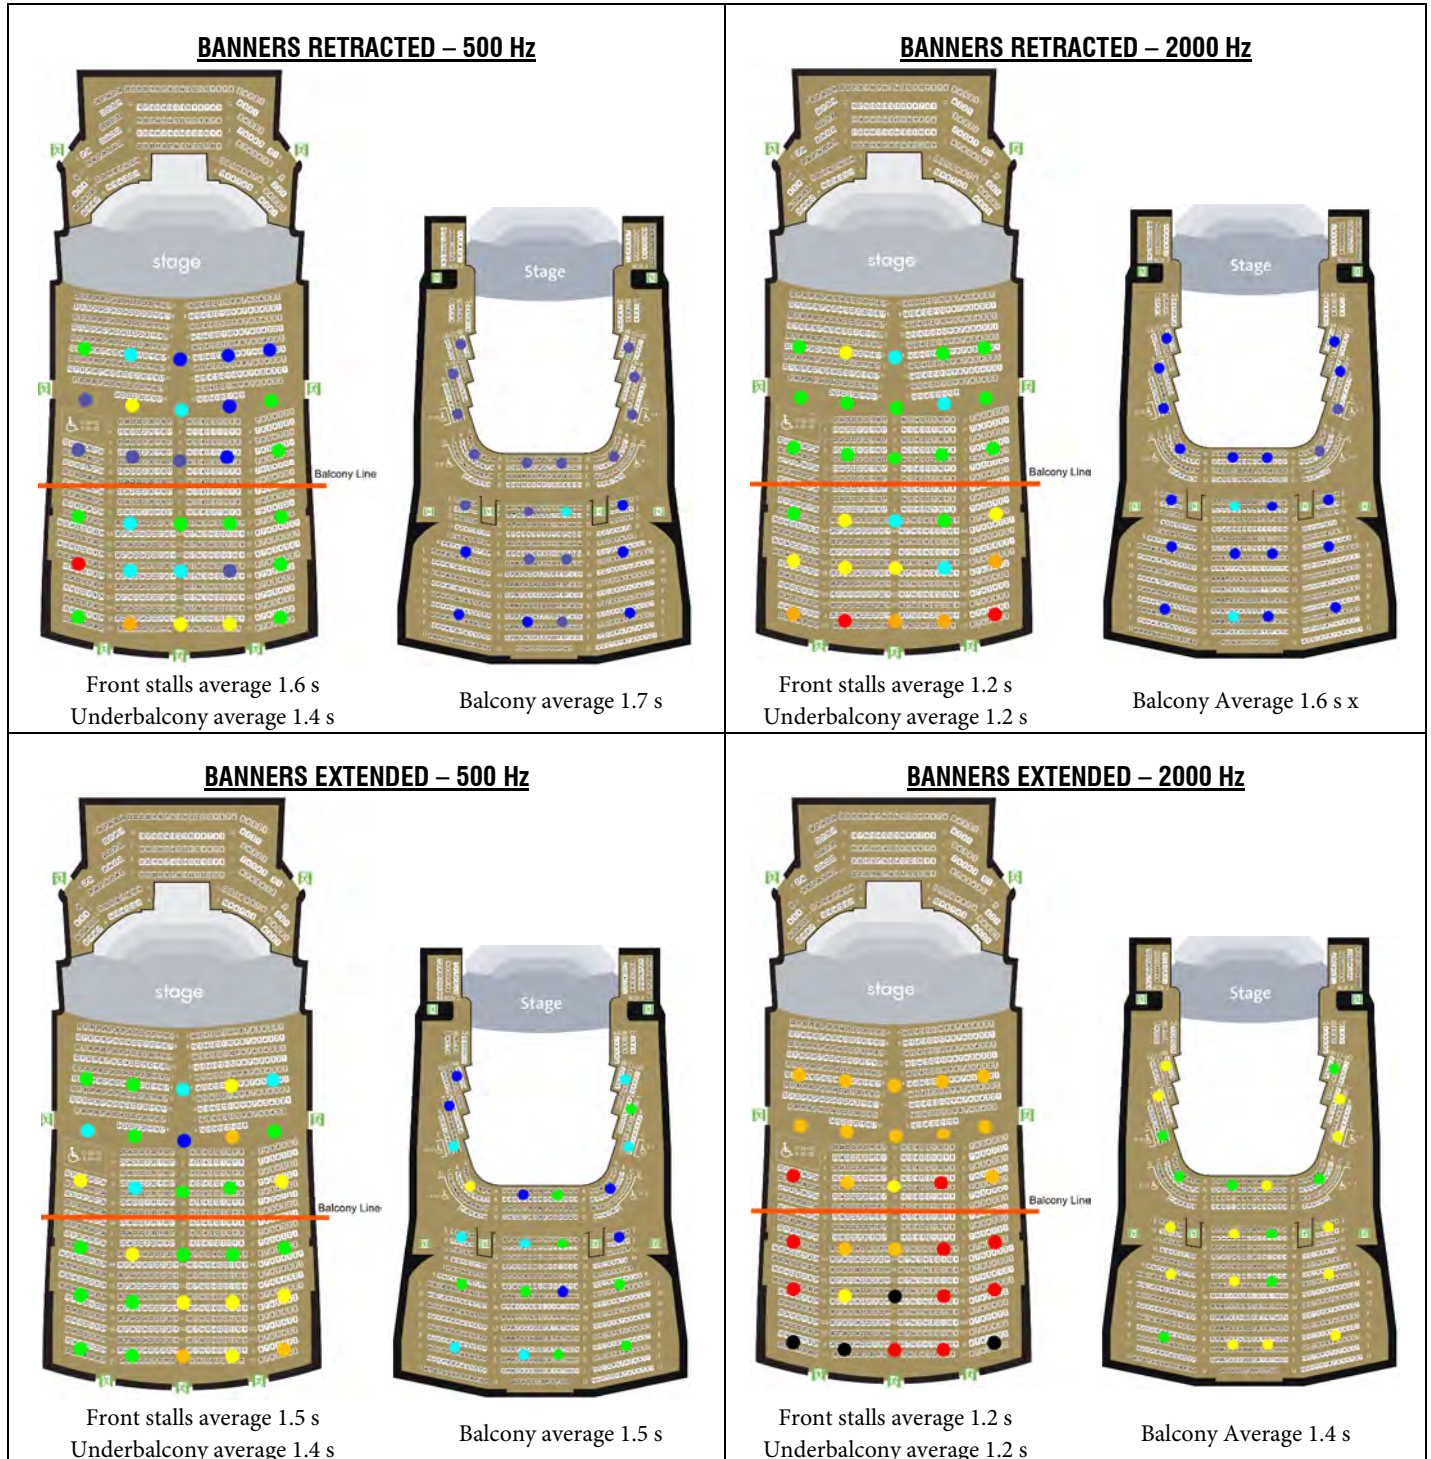 BANNERS RETRACTED – 500 Hz
stage
Stage
Balcony Line
Front stalls average 1.6 s
Underbalcony average 1.4 s
Balcony average 1.7 s
BANNERS RETRACTED – 2000 Hz
stage
Stage
Balcony Line
Front stalls average 1.2 s
Underbalcony average 1.2 s
Balcony Average 1.6 s x
BANNERS EXTENDED – 500 Hz
stage
Stage
Balcony Line
Front stalls average 1.5 s
Underbalcony average 1.4 s
Balcony average 1.5 s
BANNERS EXTENDED – 2000 Hz
stage
Stage
Balcony Line
Front stalls average 1.2 s
Underbalcony average 1.2 s
Balcony Average 1.4 s